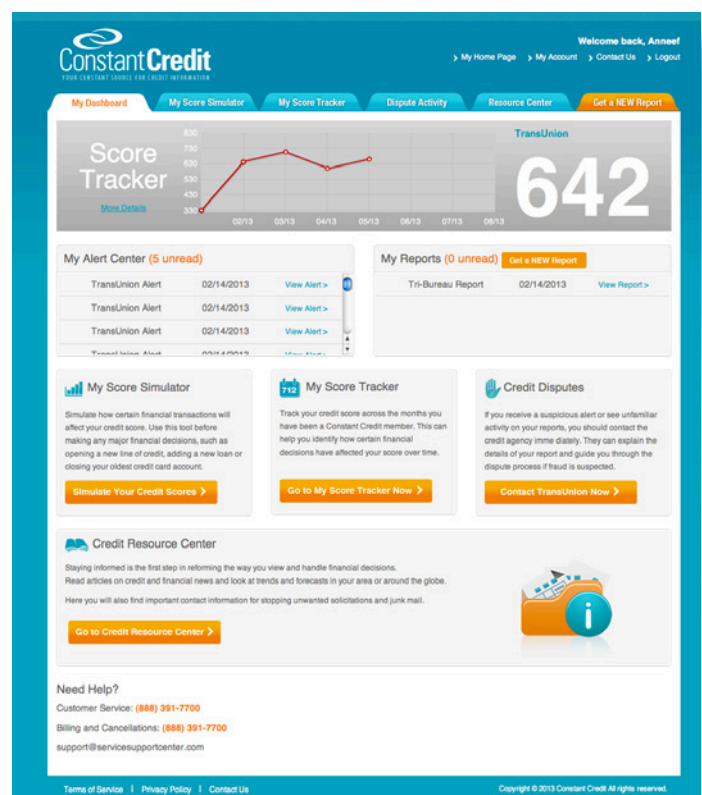 Welcome back, Anneef
ConstantCredit
YOUR CONSTANT SOURCE FOR CREDIT INFORMATION
My Home Page My Account Contact Us Logout
My Dashboard My Score Simulator My Score Tracker Dispute Activity Resource Center Get a NEW Report
Score
Tracker
More Details
830
730
630
530
430
330
02/13 03/13 04/13 05/13 06/13 07/13 08/13
TransUnion
642
My Alert Center (5 unread)
TransUnion Alert 02/14/2013 View Alert >
TransUnion Alert 02/14/2013 View Alert >
TransUnion Alert 02/14/2013 View Alert >
TransUnion Alert 02/14/2013 View Alert >
My Reports (0 unread) Get a NEW Report
Tri-Bureau Report 02/14/2013 View Report >
My Score Simulator
Simulate how certain financial transactions will
affect your credit score. Use this tool before
making any major financial decisions, such as
opening a new line of credit, adding a new loan or
closing your oldest credit card account.
Simulate Your Credit Scores >
712
My Score Tracker
Track your credit score across the months you
have been a Constant Credit member. This can
help you identify how certain financial
decisions have affected your score over time.
Go to My Score Tracker Now >
Credit Disputes
If you receive a suspicious alert or see unfamiliar
activity on your reports, you should contact the
credit agency imme diately. They can explain the
details of your report and guide you through the
dispute process if fraud is suspected.
Contact TransUnion Now >
Credit Resource Center
Staying informed is the first step in reforming the way you view and handle financial decisions.
Read articles on credit and financial news and look at trends and forecasts in your area or around the globe.
Here you will also find important contact information for stopping unwanted solicitations and junk mail.
Go to Credit Resource Center >
i
Need Help?
Customer Service: (888) 391-7700
Billing and Cancellations: (888) 391-7700
support@servicesupportcenter.com
Terms of Service | Privacy Policy | Contact Us
Copyright © 2013 Constant Credit All rights reserved.